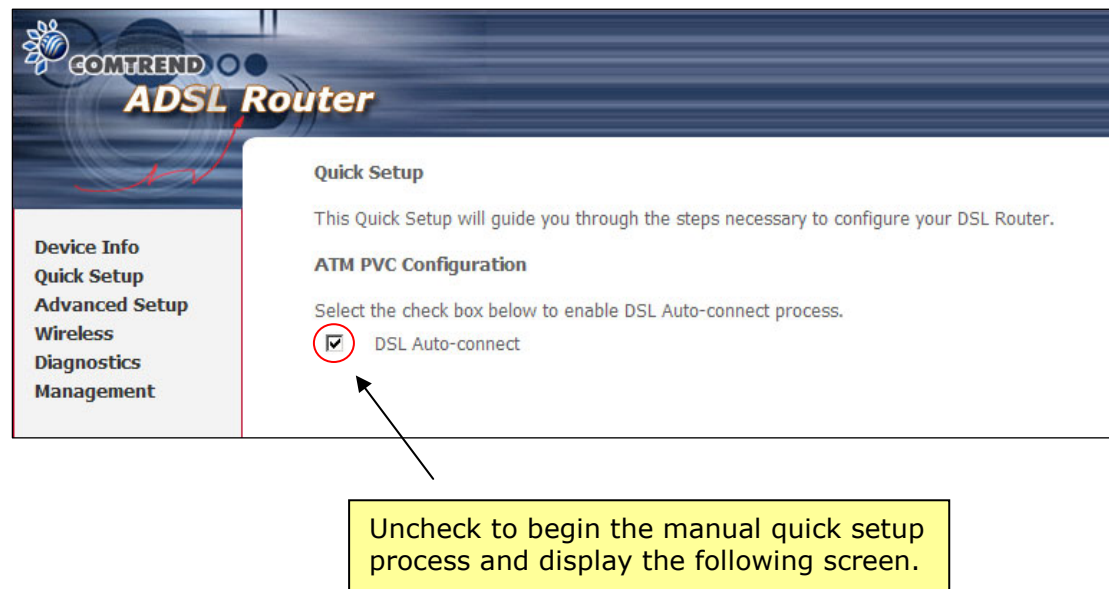 COMTREND
ADSL Router
Device Info
Quick Setup
Advanced Setup
Wireless
Diagnostics
Management
Quick Setup
This Quick Setup will guide you through the steps necessary to configure your DSL Router.
ATM PVC Configuration
Select the check box below to enable DSL Auto-connect process.
DSL Auto-connect
Uncheck to begin the manual quick setup
process and display the following screen.